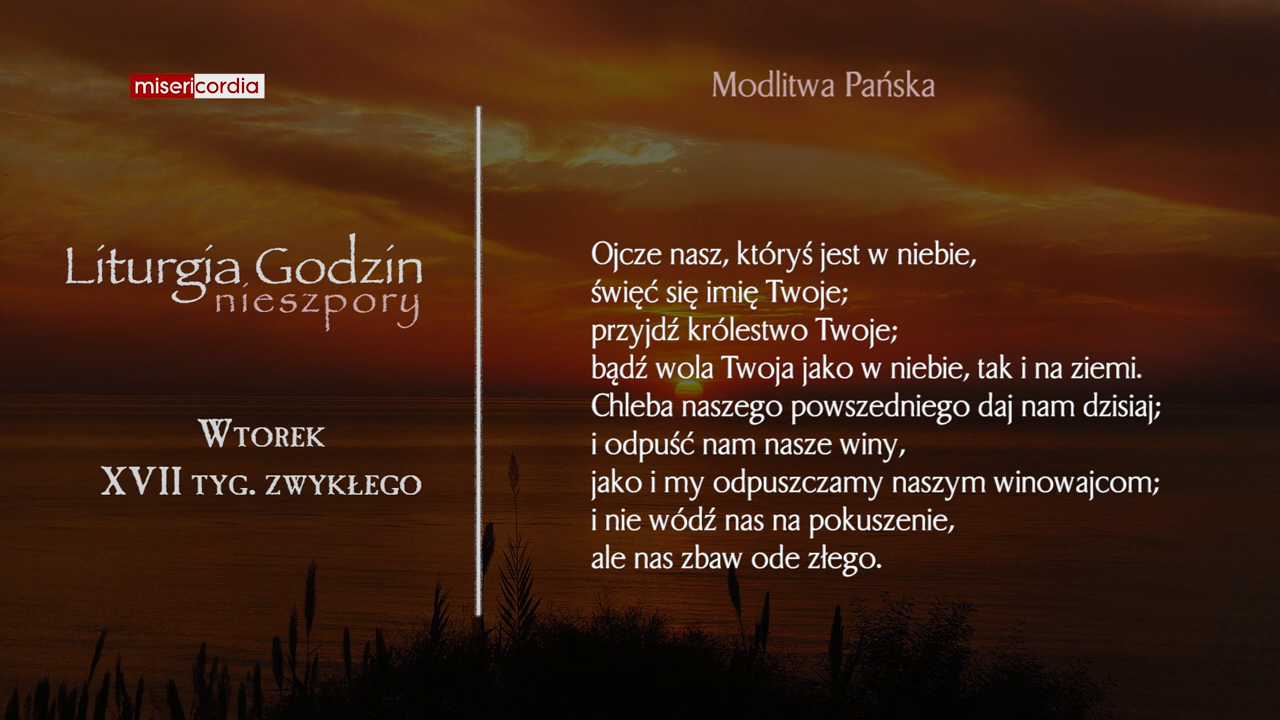 misericordia
Liturgia Godzin
nieszpory
Wtorek
XVII tyg. zwykłego
Modlitwa Pańska
Ojcze nasz, któryś jest w niebie,
święć się imię Twoje;
przyjdź królestwo Twoje;
bądź wola Twoja jako w niebie, tak i na ziemi.
Chleba naszego powszedniego daj nam dzisiaj;
i odpuść nam nasze winy,
jako i my odpuszczamy naszym winowajcom;
i nie wódź nas na pokuszenie,
ale nas zbaw ode złego.